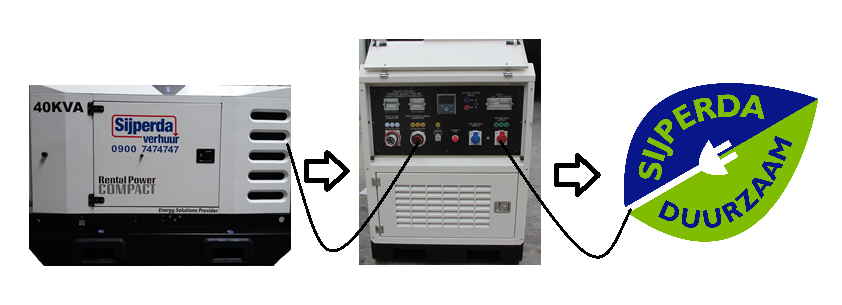 40KVA
Sijperda
verhuur
0900 7474747
Rental Power
COMPACT
Energy Solutions Provider
SIJPERDA
DUURZAAM